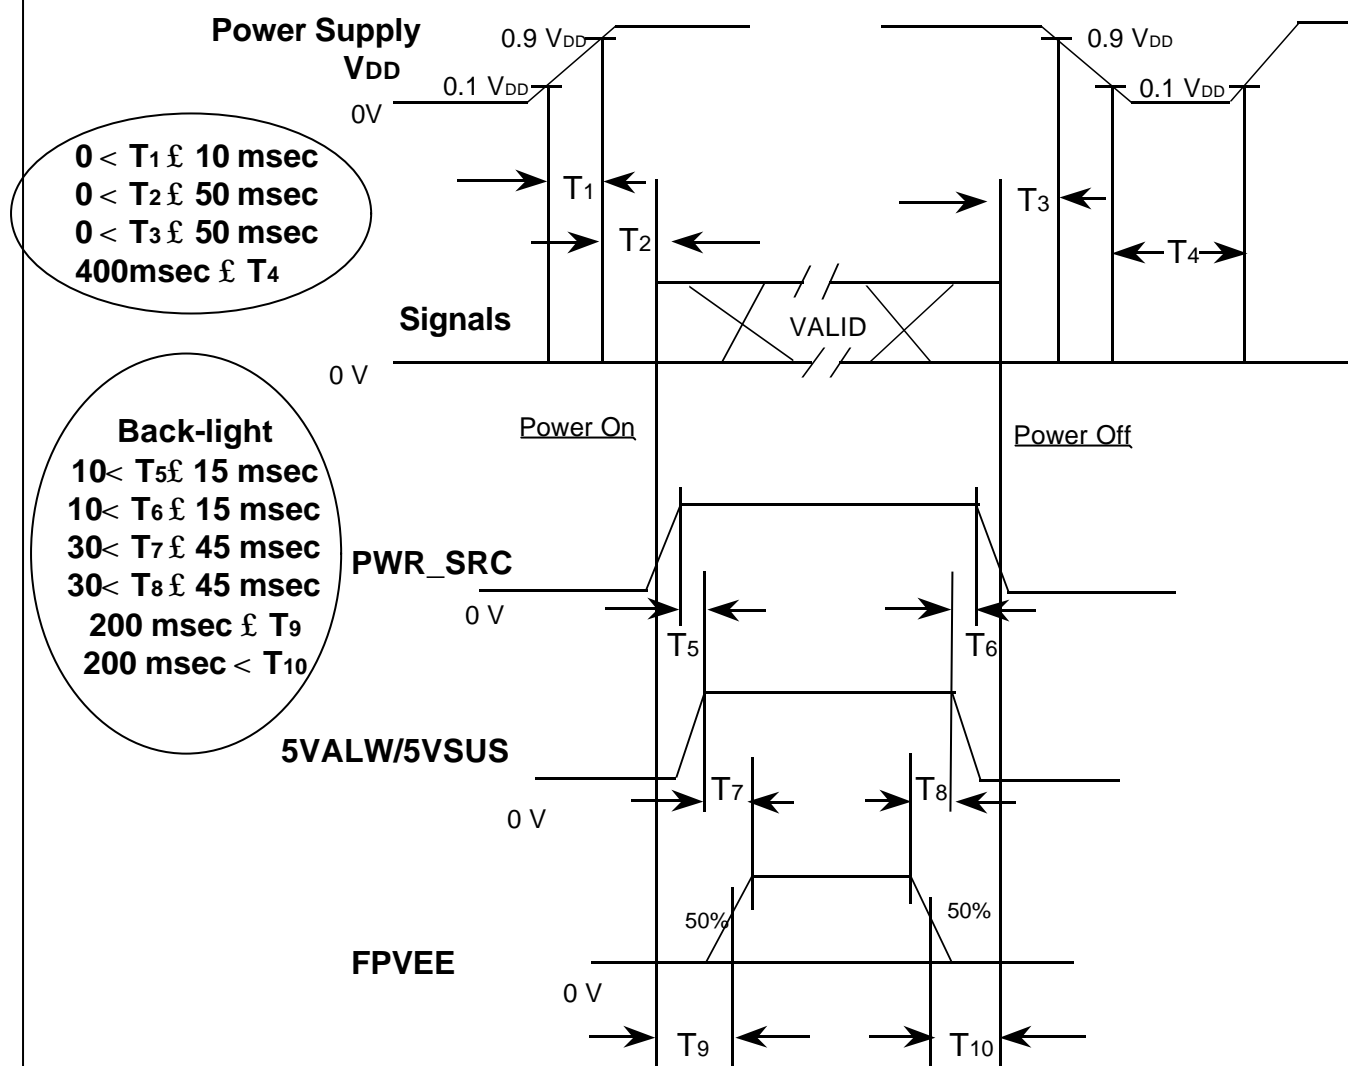 Power Supply
VDD
0.9 VDD
0.1 VDD
0V
0.9 VDD
0.1 VDD
0 < T1 £ 10 msec
0 < T2 £ 50 msec
0 < T3 £ 50 msec
400msec £ T4
T1
T2
T3
T4
Signals
VALID
0 V
Power On
Power Off
Back-light
10< T5£ 15 msec
10< T6 £ 15 msec
30< T7 £ 45 msec
30< T8 £ 45 msec
200 msec £ T9
200 msec < T10
PWR_SRC
0 V
T5
T6
5VALW/5VSUS
0 V
T7
T8
50%
50%
FPVEE
0 V
T9
T10